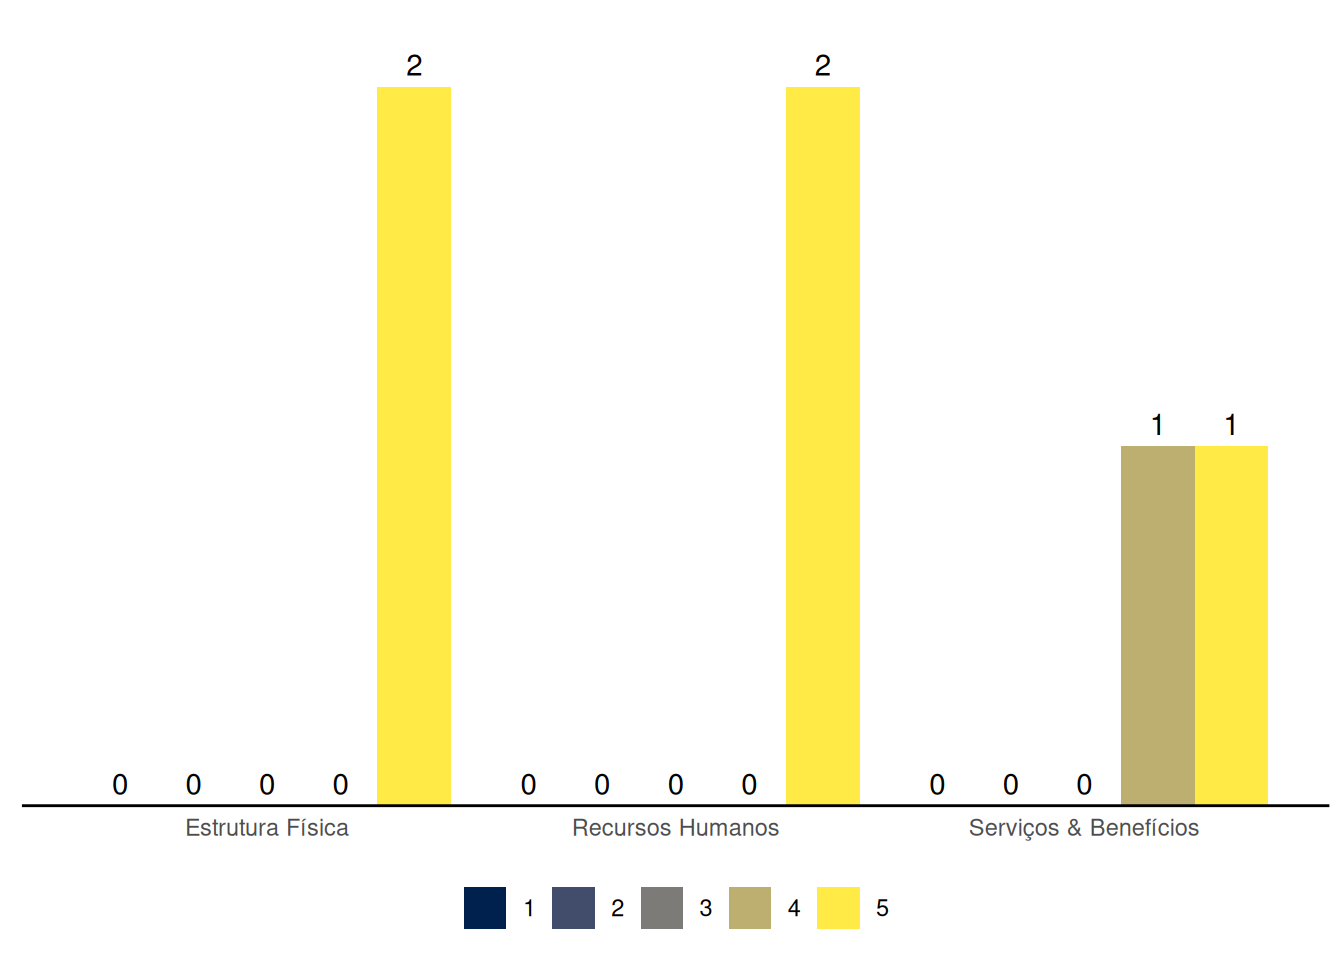 2 2
1 1
0 0 0 0 0 0 0 0 0 0 0
Estrutura Física Recursos Humanos Serviços & Benefícios
1 2 3 4 5